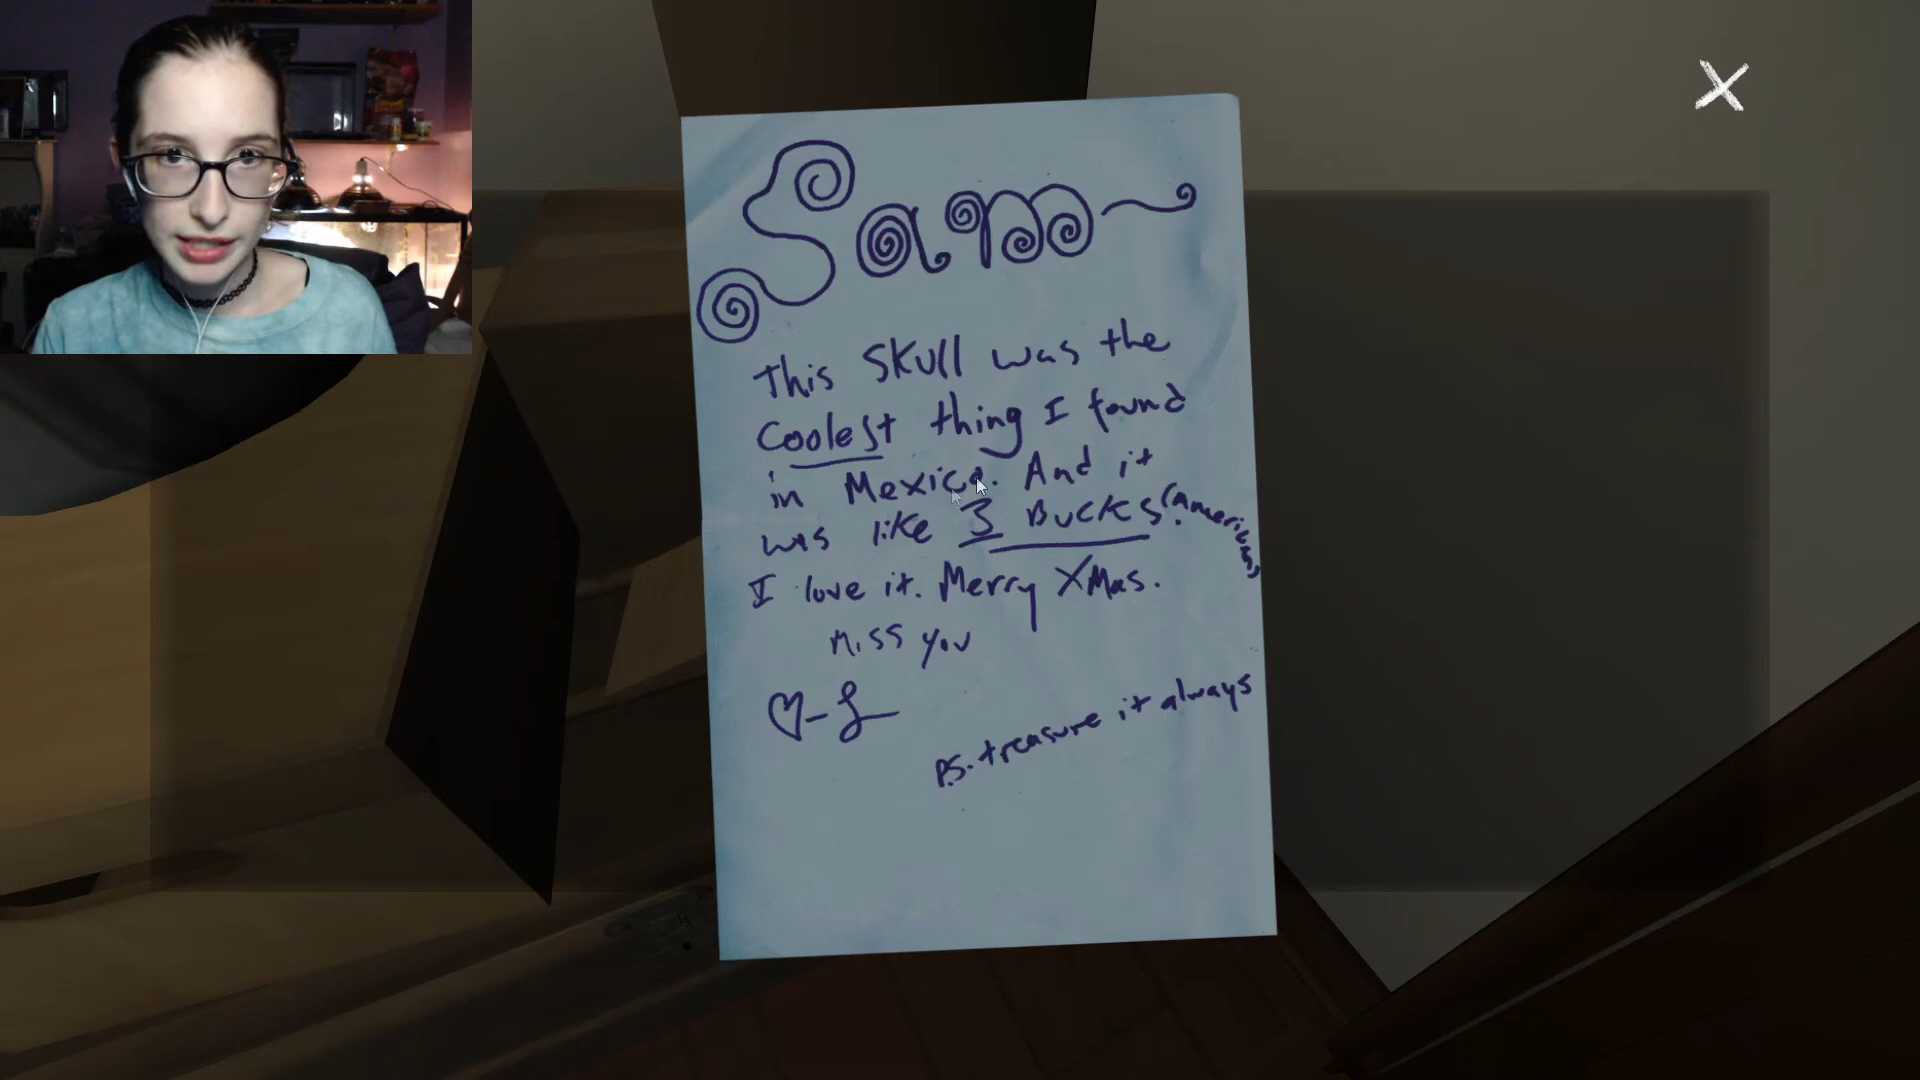 Sam~
This Skull was the
Coolest thing I found
in Mexico. And it
was like 3 Bucks. (American)
I love it. Merry XMas.
Miss you
♡-L
P.S. treasure it always